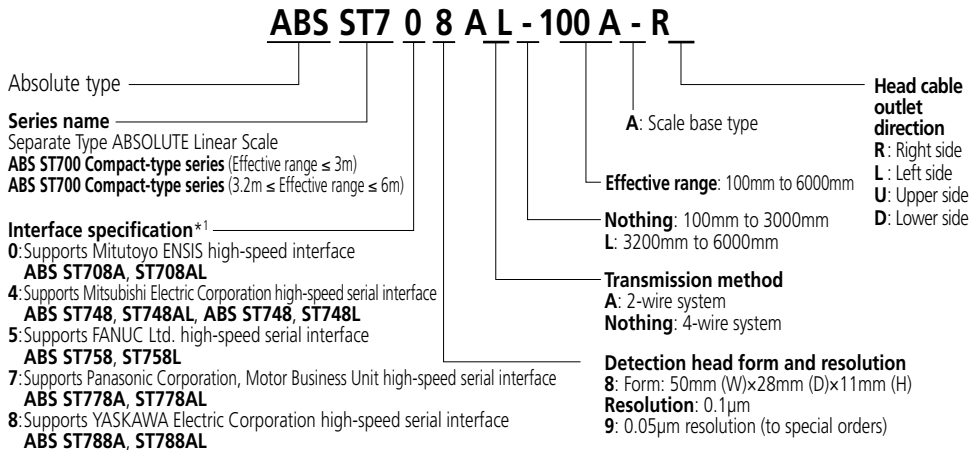 ABS ST7 0 8 A L - 100 A - R
Absolute type
Series name
Separate Type ABSOLUTE Linear Scale
ABS ST700 Compact-type series (Effective range ≤ 3m)
ABS ST700 Compact-type series (3.2m ≤ Effective range ≤ 6m)
Interface specification*1
0:Supports Mitutoyo ENSIS high-speed interface
ABS ST708A, ST708AL
4:Supports Mitsubishi Electric Corporation high-speed serial interface
ABS ST748, ST748AL, ABS ST748, ST748L
5:Supports FANUC Ltd. high-speed serial interface
ABS ST758, ST758L
7:Supports Panasonic Corporation, Motor Business Unit high-speed serial interface
ABS ST778A, ST778AL
8:Supports YASKAWA Electric Corporation high-speed serial interface
ABS ST788A, ST788AL
A: Scale base type
Effective range: 100mm to 6000mm
Nothing: 100mm to 3000mm
L: 3200mm to 6000mm
Transmission method
A: 2-wire system
Nothing: 4-wire system
Detection head form and resolution
8: Form: 50mm (W)×28mm (D)×11mm (H)
Resolution: 0.1µm
9: 0.05µm resolution (to special orders)
Head cable
outlet
direction
R: Right side
L : Left side
U: Upper side
D: Lower side